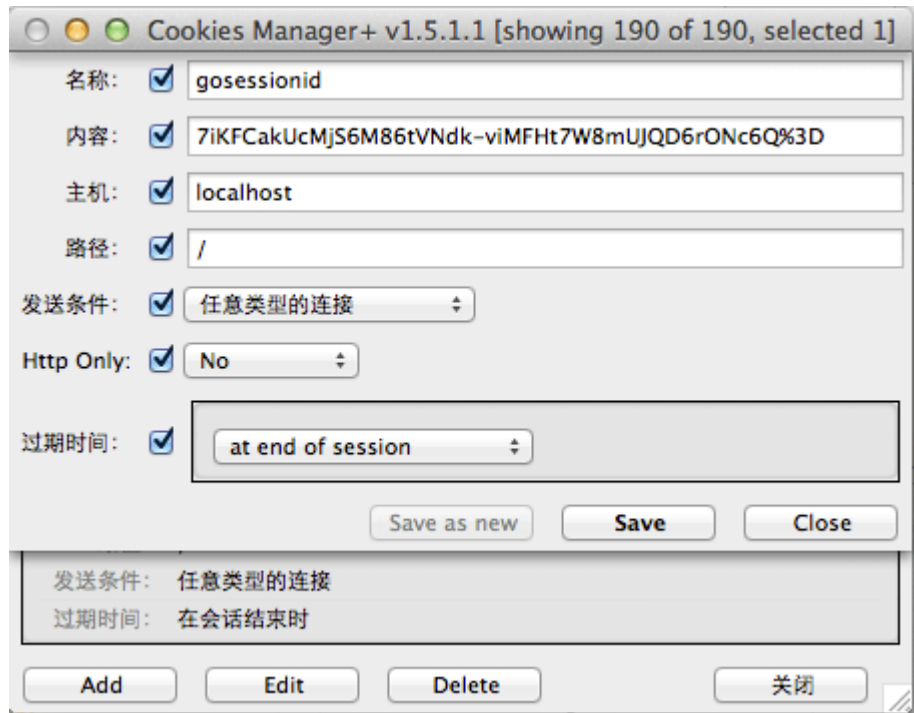 Cookies Manager+ v1.5.1.1 [showing 190 of 190, selected 1]
名称: gosessionid
内容: 7iKFCakUcMjS6M86tVNdk-viMFHt7W8mUJQD6rONc6Q%3D
主机: localhost
路径: /
发送条件: 任意类型的连接
Http Only: No
过期时间: at end of session
Save as new Save Close
发送条件: 任意类型的连接
过期时间: 在会话结束时
Add Edit Delete 关闭